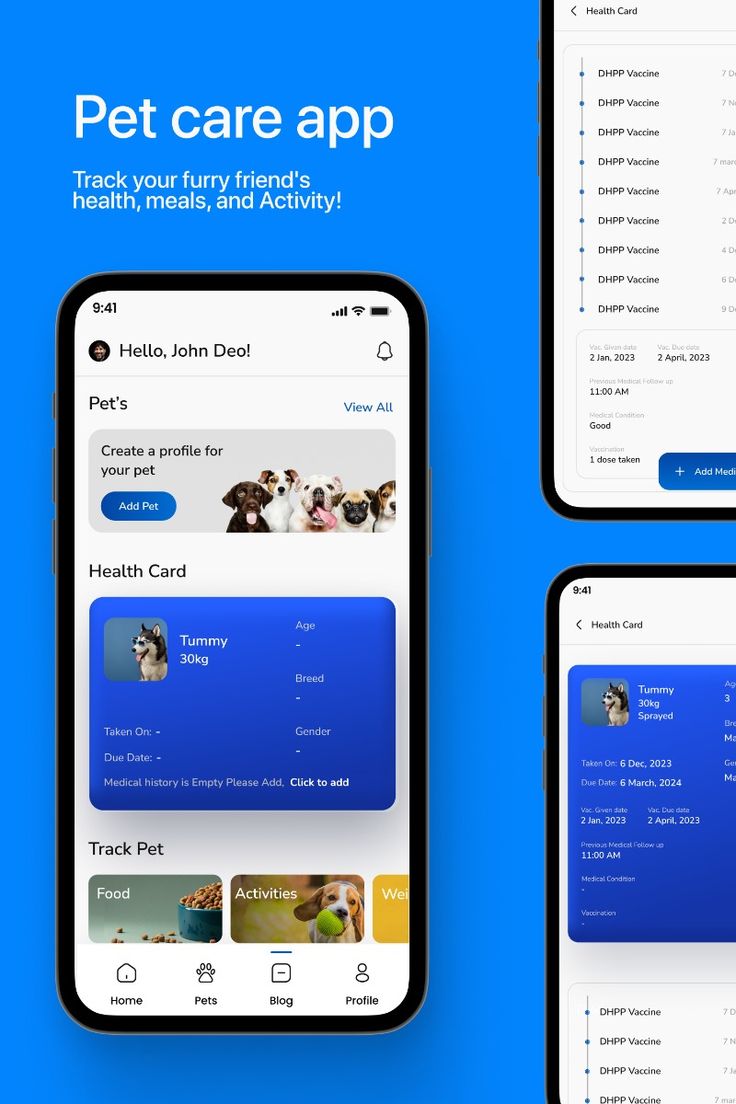 Pet care app
Track your furry friend's
health, meals, and Activity!
9:41
Hello, John Deo!
Pet's
View All
Create a profile for
your pet
Add Pet
Health Card
Tummy
30kg
Age
-
Breed
-
Gender
-
Taken On: -
Due Date: -
Medical history is Empty Please Add, Click to add
Track Pet
Food
Activities
Wei
Home
Pets
Blog
Profile
Health Card
DHPP Vaccine 7 D
DHPP Vaccine 7 N
DHPP Vaccine 7 Ja
DHPP Vaccine 7 mar
DHPP Vaccine 7 Apr
DHPP Vaccine 2 D
DHPP Vaccine 4 D
DHPP Vaccine 6 D
DHPP Vaccine 9 D
Vac. Given date Vac. Due date
2 Jan, 2023 2 April, 2023
Previous Medical Follow up
11:00 AM
Medical Condition
Good
Vaccination
1 dose taken
+ Add Medi
9:41
Health Card
Tummy
30kg
Sprayed
Ag
3
Bre
Ma
Ger
Ma
Taken On: 6 Dec, 2023
Due Date: 6 March, 2024
Vac. Given date Vac. Due date
2 Jan, 2023 2 April, 2023
Previous Medical Follow up
11:00 AM
Medical Condition
-
Vaccination
-
DHPP Vaccine 7 D
DHPP Vaccine 7 N
DHPP Vaccine 7 Ja
DHPP Vaccine 7 mar